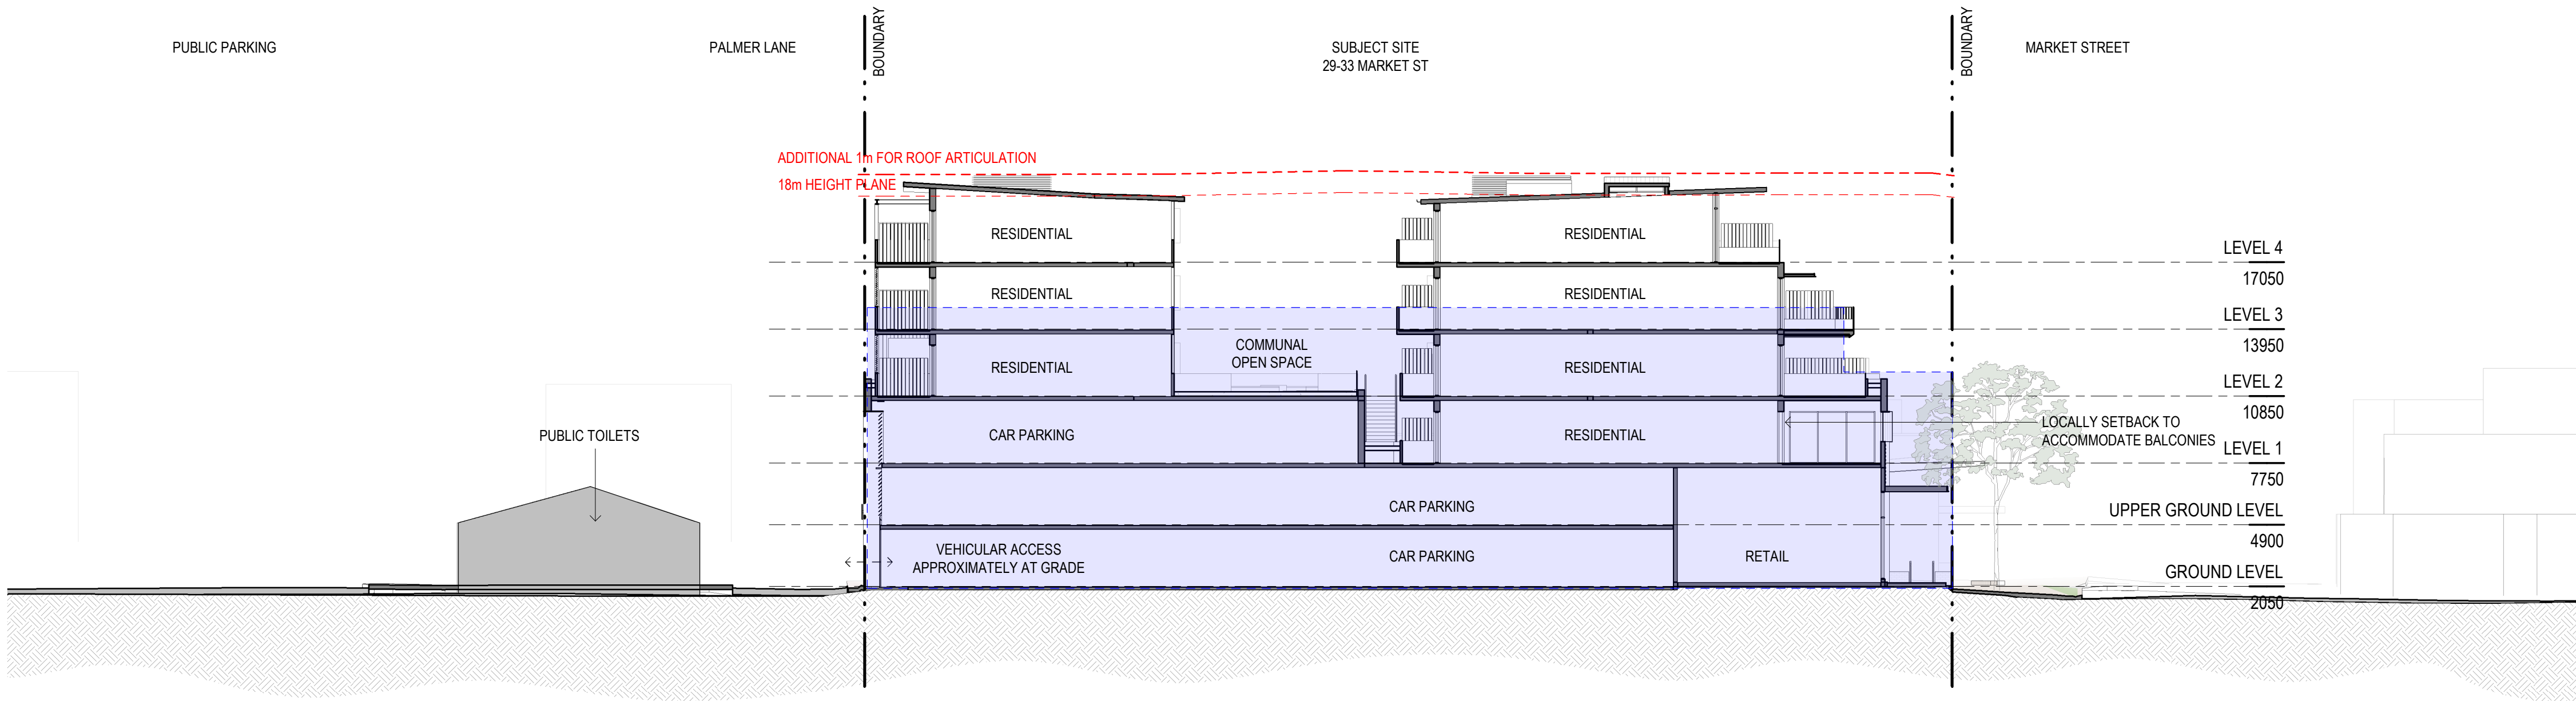 PUBLIC PARKING
PALMER LANE
BOUNDARY
SUBJECT SITE
29-33 MARKET ST
BOUNDARY
MARKET STREET
ADDITIONAL 1m FOR ROOF ARTICULATION
18m HEIGHT PLANE
RESIDENTIAL
RESIDENTIAL
LEVEL 4
17050
RESIDENTIAL
RESIDENTIAL
LEVEL 3
13950
COMMUNAL
OPEN SPACE
RESIDENTIAL
RESIDENTIAL
LEVEL 2
10850
PUBLIC TOILETS
CAR PARKING
RESIDENTIAL
LOCALLY SETBACK TO
ACCOMMODATE BALCONIES
LEVEL 1
7750
CAR PARKING
UPPER GROUND LEVEL
4900
VEHICULAR ACCESS
APPROXIMATELY AT GRADE
CAR PARKING
RETAIL
GROUND LEVEL
2050